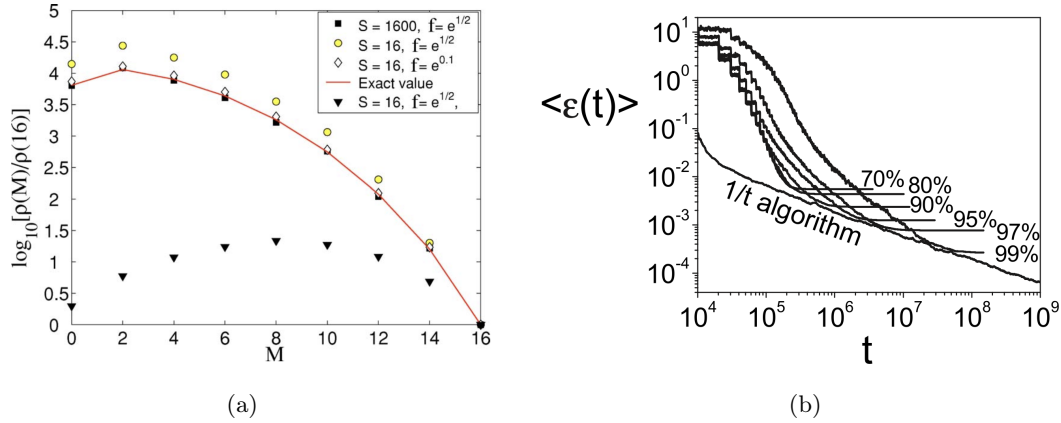 5
4.5
4
3.5
3
2.5
2
1.5
1
0.5
0
log₁₀[ρ(M)/ρ(16)]
S = 1600, f= e^{1/2}
S = 16, f= e^{1/2}
S = 16, f= e^{0.1}
Exact value
S = 16, f= e^{1/2},
0 2 4 6 8 10 12 14 16
M
(a)
<ε(t)>
10^1
10^0
10^{-1}
10^{-2}
10^{-3}
10^{-4}
70%
80%
90%
95%
97%
99%
1/t algorithm
10^4 10^5 10^6 10^7 10^8 10^9
t
(b)